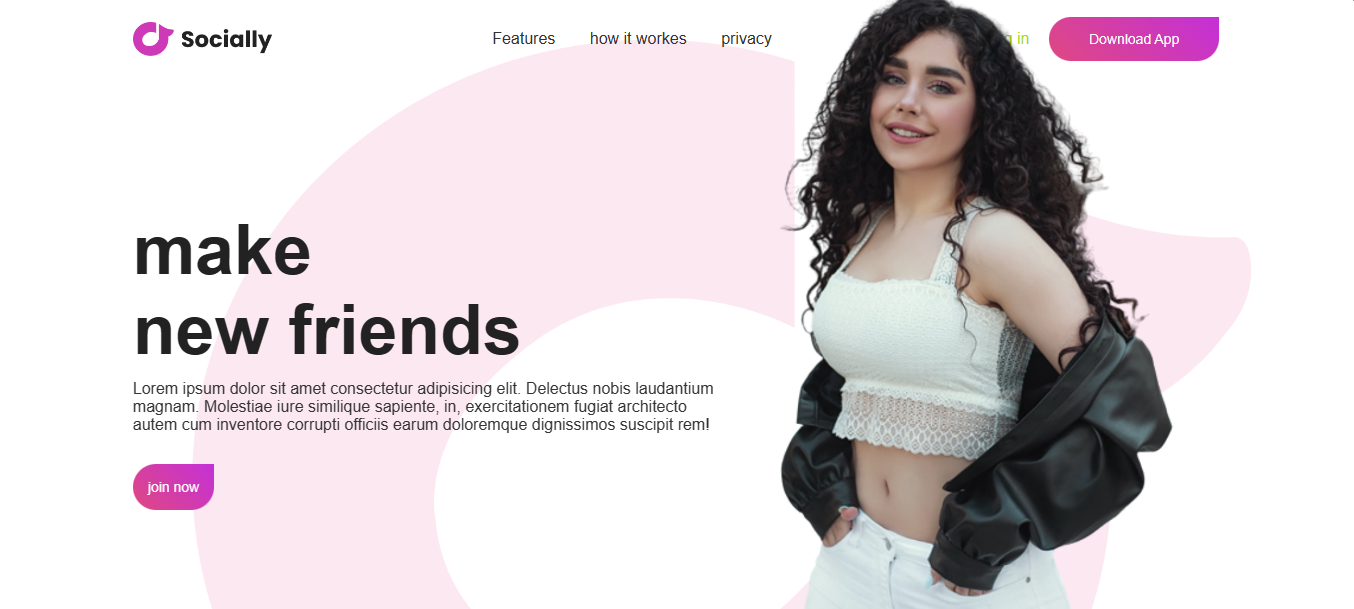 Socially
Features
how it workes
privacy
in
Download App
make
new friends
Lorem ipsum dolor sit amet consectetur adipisicing elit. Delectus nobis laudantium
magnam. Molestiae iure similique sapiente, in, exercitationem fugiat architecto
autem cum inventore corrupti officiis earum doloremque dignissimos suscipit rem!
join now